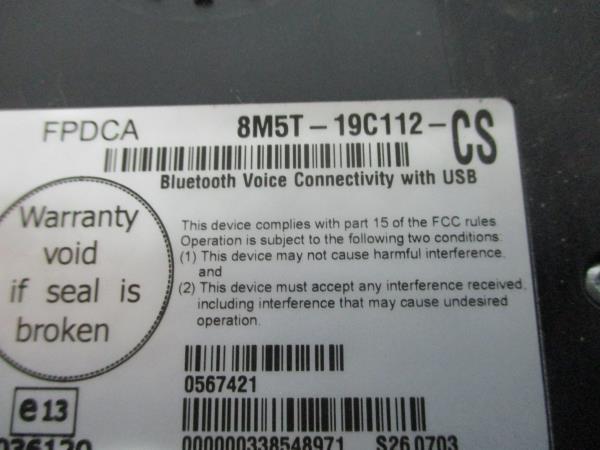 FPDCA 8M5T-19C112-CS
Bluetooth Voice Connectivity with USB
Warranty
void
if seal is
broken
This device complies with part 15 of the FCC rules
Operation is subject to the following two conditions:
(1) This device may not cause harmful interference.
and
(2) This device must accept any interference received,
including interference that may cause undesired
operation.
0567421
e13
000000338548971 S26.0703